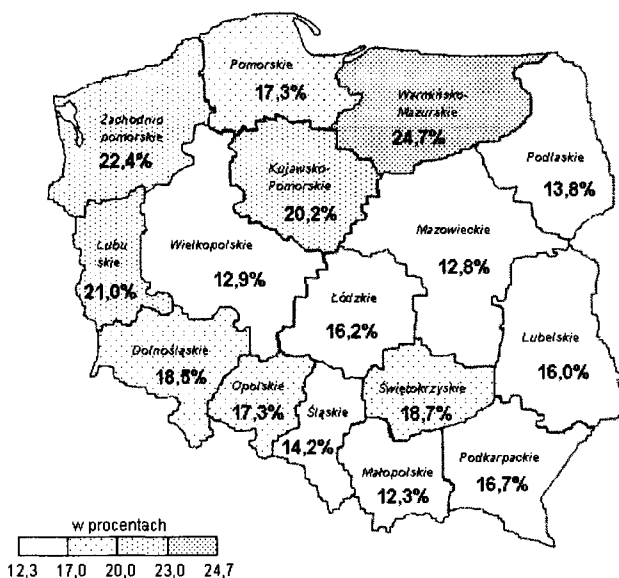 Pomorskie
17,3%
Warmińsko-
Mazurskie
24,7%
Zachodnio
pomorskie
22,4%
Podlaskie
13,8%
Kujawsko-
Pomorskie
20,2%
Lubu
skie
21,0%
Wielkopolskie
12,9%
Mazowieckie
12,8%
Łódzkie
16,2%
Lubelskie
16,0%
Dolnośląskie
18,5%
Opolskie
17,3%
Śląskie
14,2%
Świętokrzyskie
18,7%
Małopolskie
12,3%
Podkarpackie
16,7%
w procentach
12,3 17,0 20,0 23,0 24,7